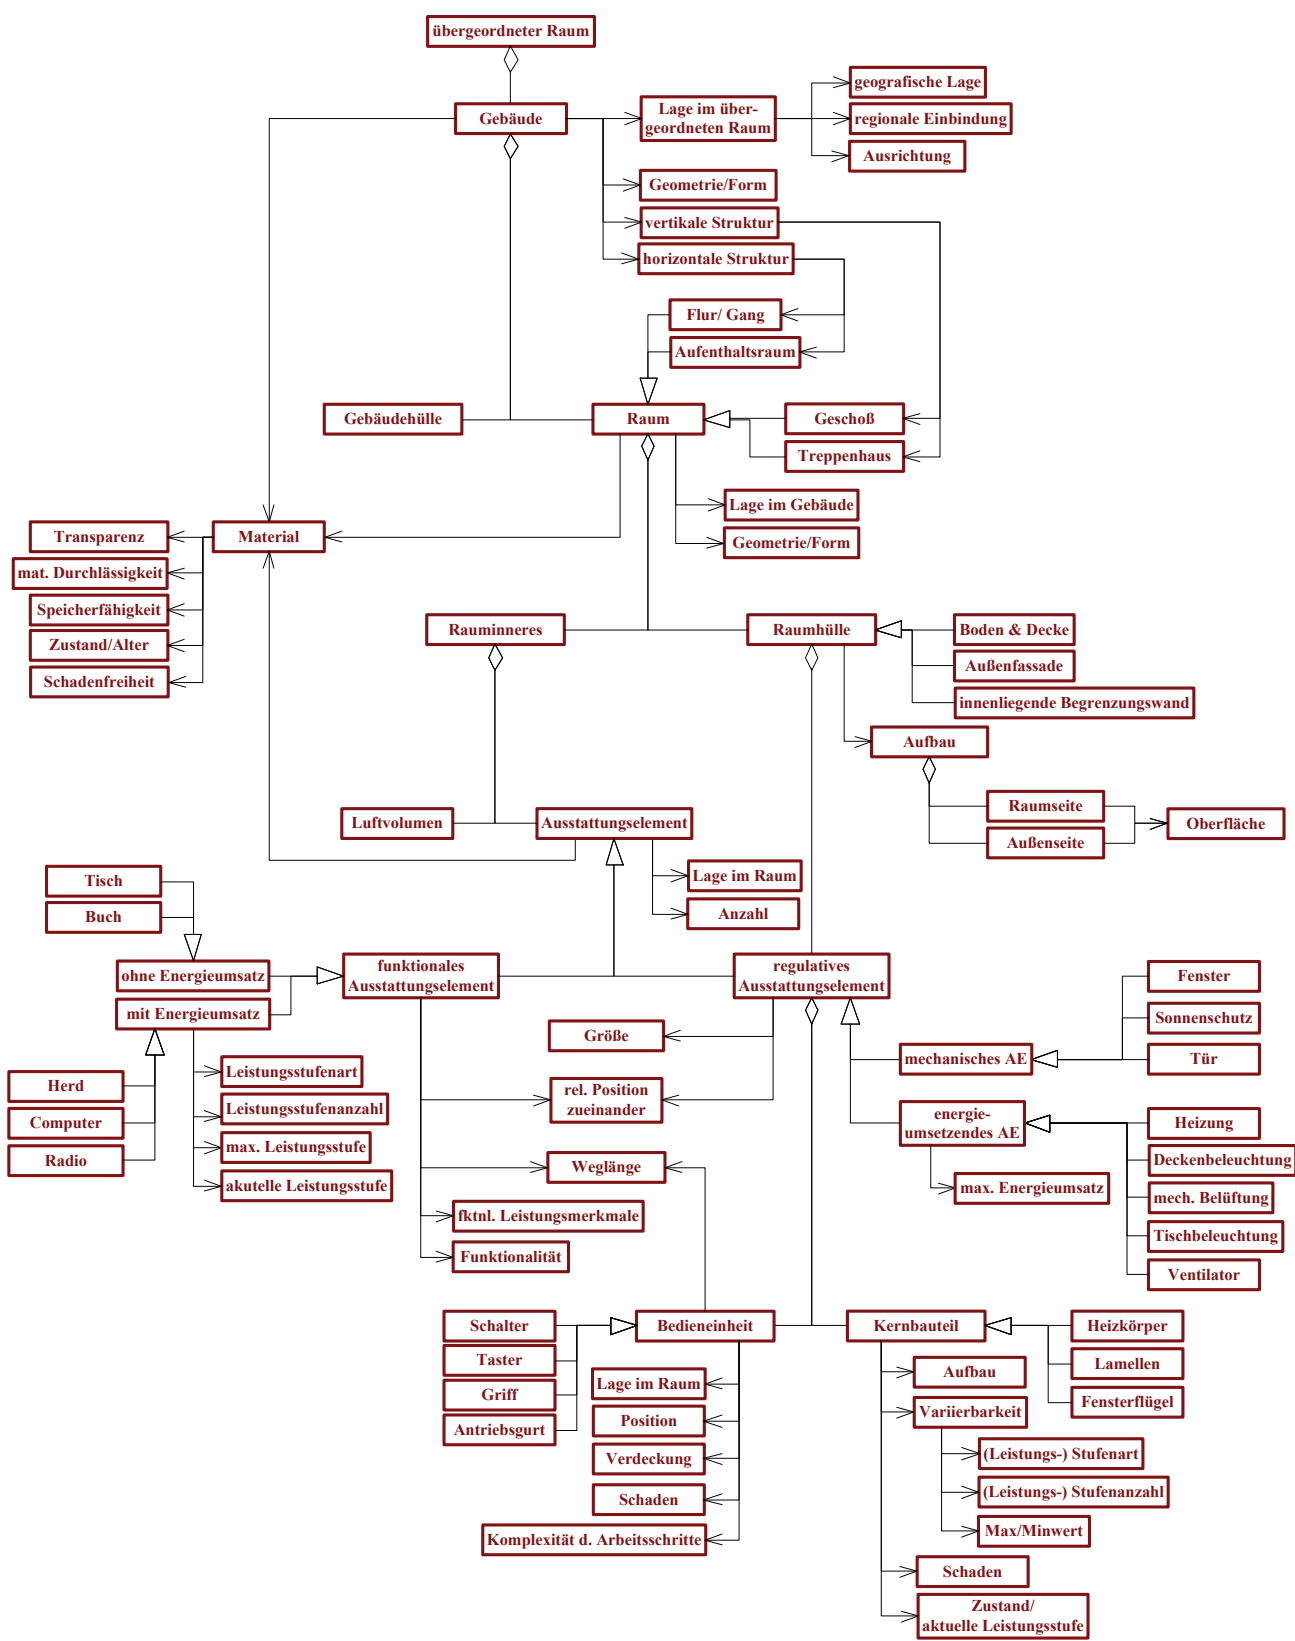 übergeordneter Raum
Gebäude
Lage im über-
geordneten Raum
geografische Lage
regionale Einbindung
Ausrichtung
Geometrie/Form
vertikale Struktur
horizontale Struktur
Flur/ Gang
Aufenthaltsraum
Gebäudehülle
Raum
Geschoß
Treppenhaus
Lage im Gebäude
Geometrie/Form
Transparenz
Material
mat. Durchlässigkeit
Speicherfähigkeit
Zustand/Alter
Schadenfreiheit
Rauminneres
Raumhülle
Boden & Decke
Außenfassade
innenliegende Begrenzungswand
Aufbau
Raumseite
Außenseite
Oberfläche
Luftvolumen
Ausstattungselement
Lage im Raum
Anzahl
Tisch
Buch
ohne Energieumsatz
mit Energieumsatz
funktionales
Ausstattungselement
regulatives
Ausstattungselement
Fenster
Sonnenschutz
Tür
mechanisches AE
Größe
rel. Position
zueinander
energie-
umsetzendes AE
Herd
Computer
Radio
Leistungsstufenart
Leistungsstufenanzahl
max. Leistungsstufe
akutelle Leistungsstufe
Weglänge
max. Energieumsatz
Heizung
Deckenbeleuchtung
mech. Belüftung
Tischbeleuchtung
Ventilator
fktnl. Leistungsmerkmale
Funktionalität
Schalter
Taster
Griff
Antriebsgurt
Bedieneinheit
Kernbauteil
Heizkörper
Lamellen
Fensterflügel
Lage im Raum
Position
Verdeckung
Schaden
Komplexität d. Arbeitsschritte
Aufbau
Variierbarkeit
(Leistungs-) Stufenart
(Leistungs-) Stufenanzahl
Max/Minwert
Schaden
Zustand/
aktuelle Leistungsstufe